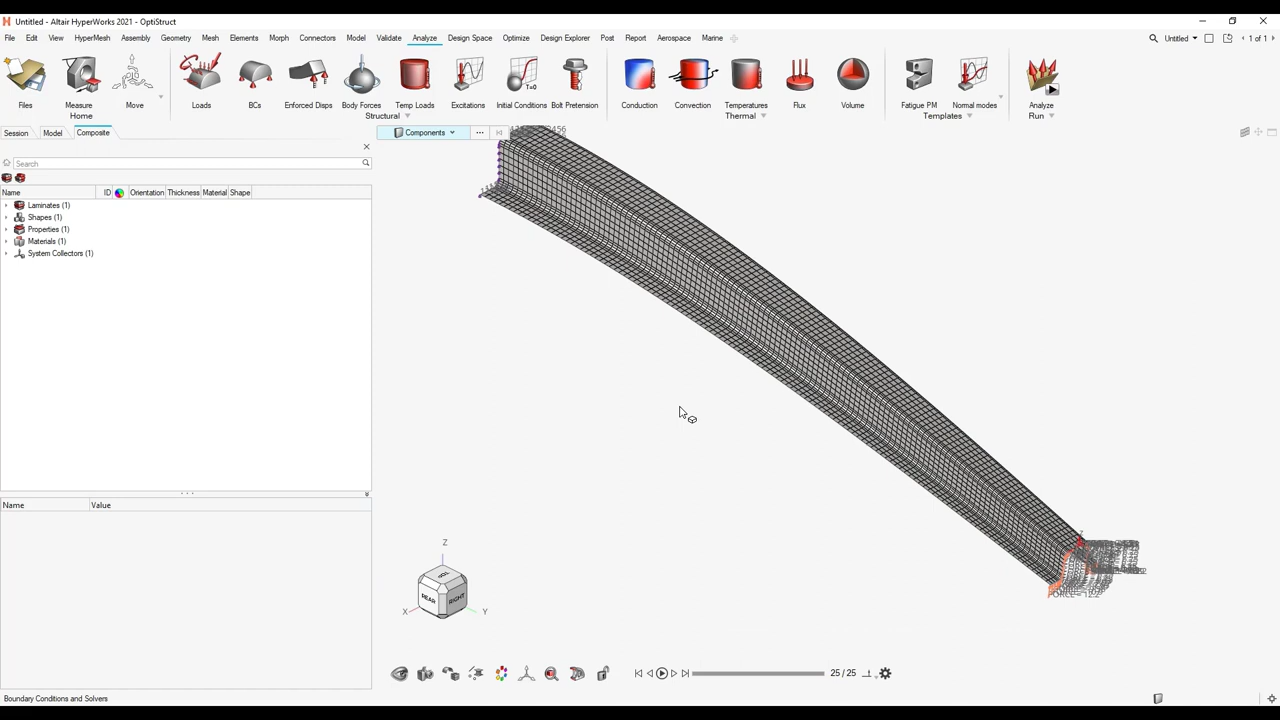 Untitled - Altair HyperWorks 2021 - OptiStruct
File Edit View HyperMesh Assembly Geometry Mesh Elements Morph Connectors Model Validate Analyze Design Space Optimize Design Explorer Post Report Aerospace Marine Untitled 1 of 1
T=0
Files Measure Move Loads BCs Enforced Disps Body Forces Temp Loads Excitations Initial Conditions Bolt Pretension Conduction Convection Temperatures Flux Volume Fatigue PM Normal modes Analyze
Home Structural Thermal Templates Run
Session Model Composite Components
Search
Name ID Orientation Thickness Material Shape
Laminates (1)
Shapes (1)
Properties (1)
Materials (1)
System Collectors (1)
Name Value
Z
TOP
REAR RIGHT
X Y
25 / 25
Boundary Conditions and Solvers